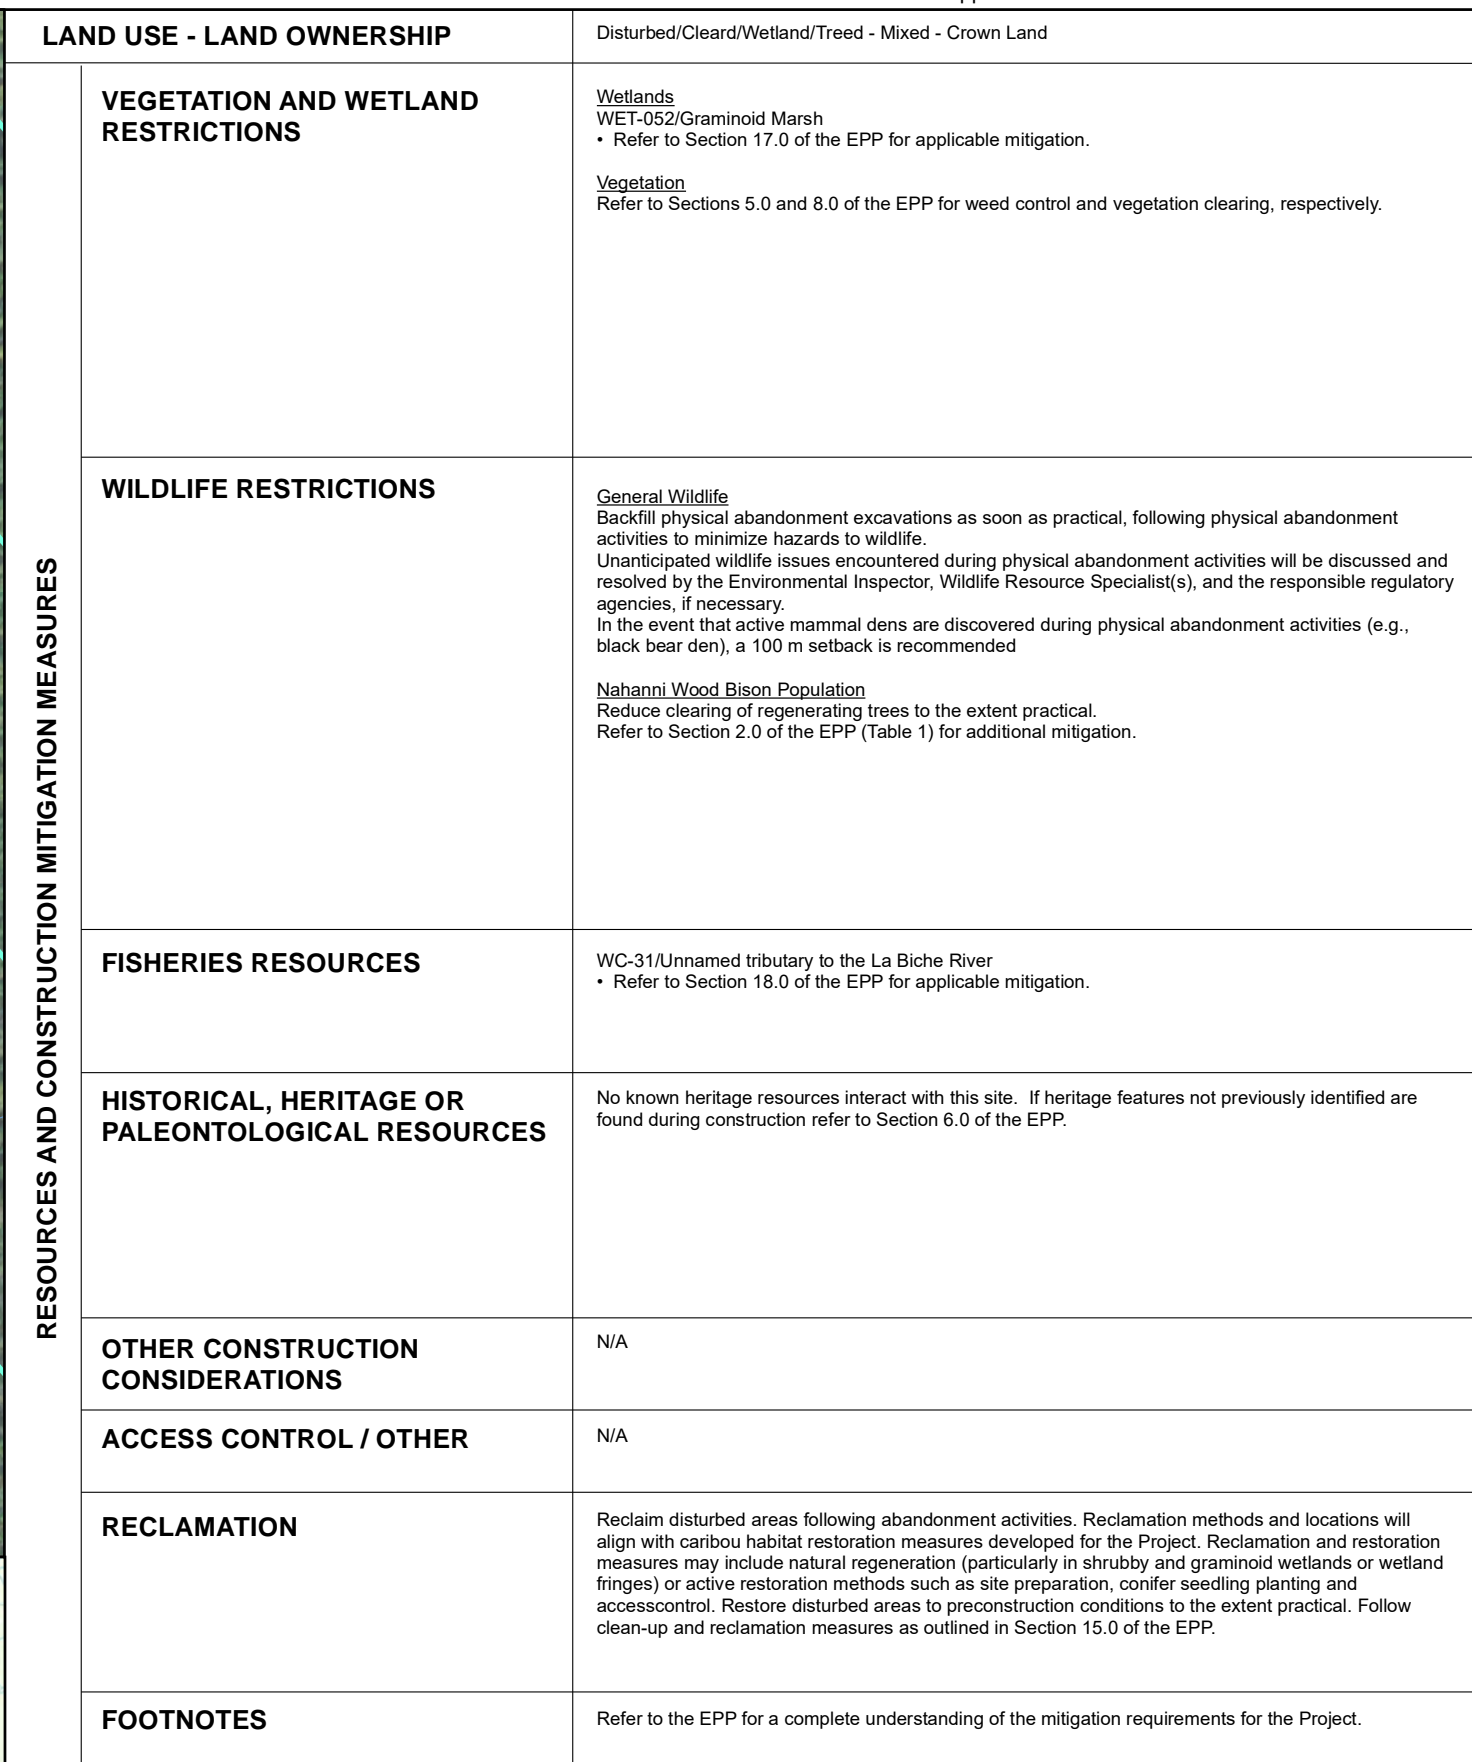 LAND USE - LAND OWNERSHIP
Disturbed/Cleard/Wetland/Treed - Mixed - Crown Land
RESOURCES AND CONSTRUCTION MITIGATION MEASURES
VEGETATION AND WETLAND
RESTRICTIONS
Wetlands
WET-052/Graminoid Marsh
• Refer to Section 17.0 of the EPP for applicable mitigation.
Vegetation
Refer to Sections 5.0 and 8.0 of the EPP for weed control and vegetation clearing, respectively.
WILDLIFE RESTRICTIONS
General Wildlife
Backfill physical abandonment excavations as soon as practical, following physical abandonment
activities to minimize hazards to wildlife.
Unanticipated wildlife issues encountered during physical abandonment activities will be discussed and
resolved by the Environmental Inspector, Wildlife Resource Specialist(s), and the responsible regulatory
agencies, if necessary.
In the event that active mammal dens are discovered during physical abandonment activities (e.g.,
black bear den), a 100 m setback is recommended
Nahanni Wood Bison Population
Reduce clearing of regenerating trees to the extent practical.
Refer to Section 2.0 of the EPP (Table 1) for additional mitigation.
FISHERIES RESOURCES
WC-31/Unnamed tributary to the La Biche River
• Refer to Section 18.0 of the EPP for applicable mitigation.
HISTORICAL, HERITAGE OR
PALEONTOLOGICAL RESOURCES
No known heritage resources interact with this site.  If heritage features not previously identified are
found during construction refer to Section 6.0 of the EPP.
OTHER CONSTRUCTION
CONSIDERATIONS
N/A
ACCESS CONTROL / OTHER
N/A
RECLAMATION
Reclaim disturbed areas following abandonment activities. Reclamation methods and locations will
align with caribou habitat restoration measures developed for the Project. Reclamation and restoration
measures may include natural regeneration (particularly in shrubby and graminoid wetlands or wetland
fringes) or active restoration methods such as site preparation, conifer seedling planting and
accesscontrol. Restore disturbed areas to preconstruction conditions to the extent practical. Follow
clean-up and reclamation measures as outlined in Section 15.0 of the EPP.
FOOTNOTES
Refer to the EPP for a complete understanding of the mitigation requirements for the Project.